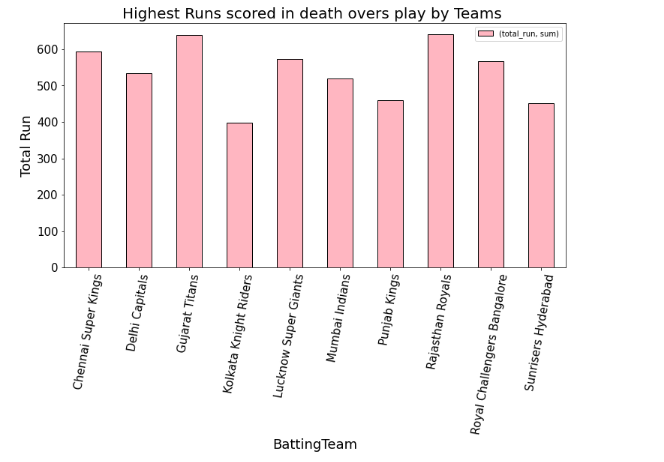 Highest Runs scored in death overs play by Teams
(total_run, sum)
Total Run
600
500
400
300
200
100
0
Chennai Super Kings
Delhi Capitals
Gujarat Titans
Kolkata Knight Riders
Lucknow Super Giants
Mumbai Indians
Punjab Kings
Rajasthan Royals
Royal Challengers Bangalore
Sunrisers Hyderabad
BattingTeam